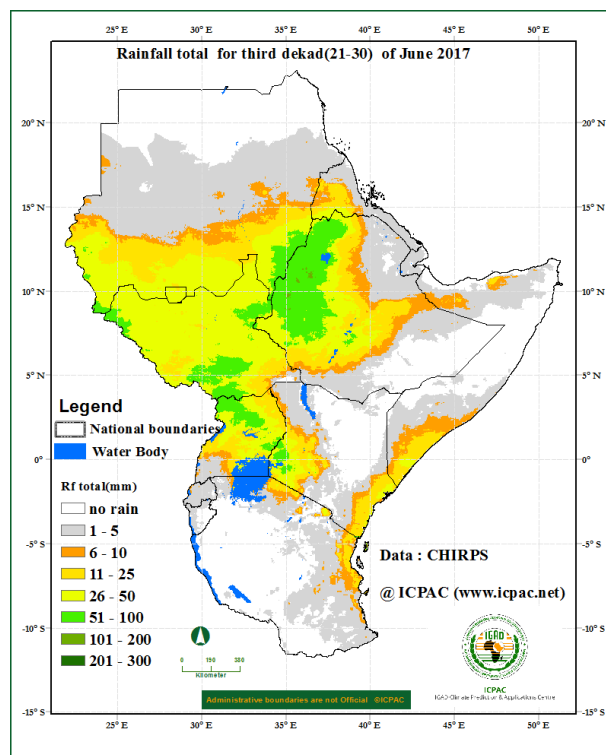 Rainfall total for third dekad(21-30) of June 2017
25° E 30° E 35° E 40° E 45° E 50° E
20° N 20° N
15° N 15° N
10° N 10° N
5° N 5° N
0° 0°
-5° S -5° S
-10° S -10° S
-15° S -15° S
Legend
National boundaries
Water Body
Rf total(mm)
no rain
1 - 5
6 - 10
11 - 25
26 - 50
51 - 100
101 - 200
201 - 300
Data : CHIRPS
@ ICPAC (www.icpac.net)
0 190 380
Kilometer
IGAD
ICPAC
IGAD Climate Prediction & Applications Centre
Administrative boundaries are not Official ©ICPAC
25° E 30° E 35° E 40° E 45° E 50° E